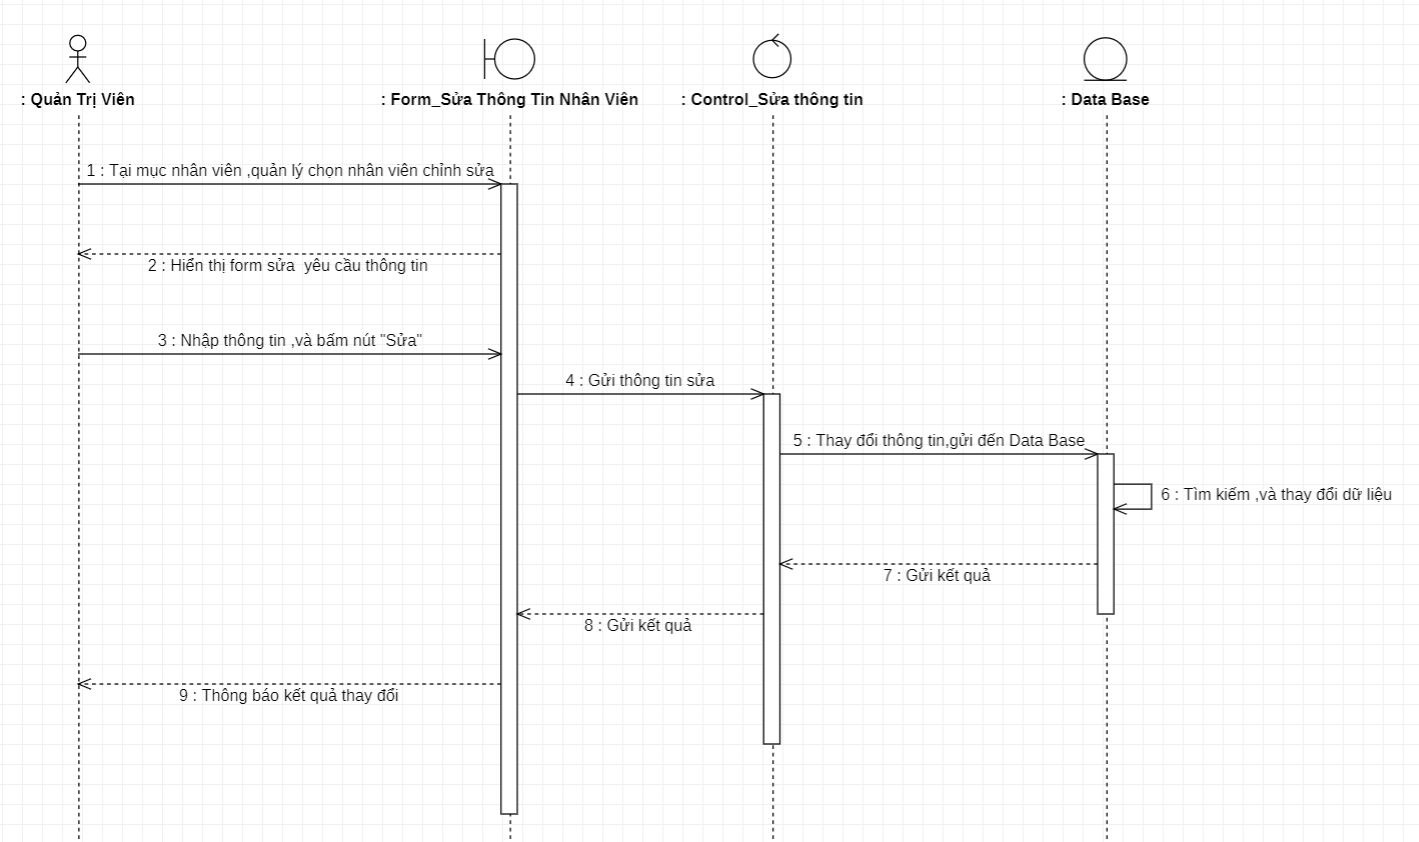 : Quản Trị Viên
: Form_Sửa Thông Tin Nhân Viên
: Control_Sửa thông tin
: Data Base
1 : Tại mục nhân viên ,quản lý chọn nhân viên chỉnh sửa
2 : Hiển thị form sửa  yêu cầu thông tin
3 : Nhập thông tin ,và bấm nút "Sửa"
4 : Gửi thông tin sửa
5 : Thay đổi thông tin,gửi đến Data Base
6 : Tìm kiếm ,và thay đổi dữ liệu
7 : Gửi kết quả
8 : Gửi kết quả
9 : Thông báo kết quả thay đổi